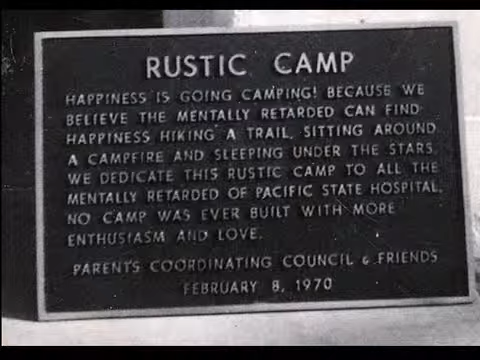 RUSTIC CAMP
HAPPINESS IS GOING CAMPING! BECAUSE WE
BELIEVE THE MENTALLY RETARDED CAN FIND
HAPPINESS HIKING A TRAIL, SITTING AROUND
A CAMPFIRE AND SLEEPING UNDER THE STARS.
WE DEDICATE THIS RUSTIC CAMP TO ALL THE
MENTALLY RETARDED OF PACIFIC STATE HOSPITAL.
NO CAMP WAS EVER BUILT WITH MORE
ENTHUSIASM AND LOVE.
PARENTS COORDINATING COUNCIL & FRIENDS
FEBRUARY 8, 1970